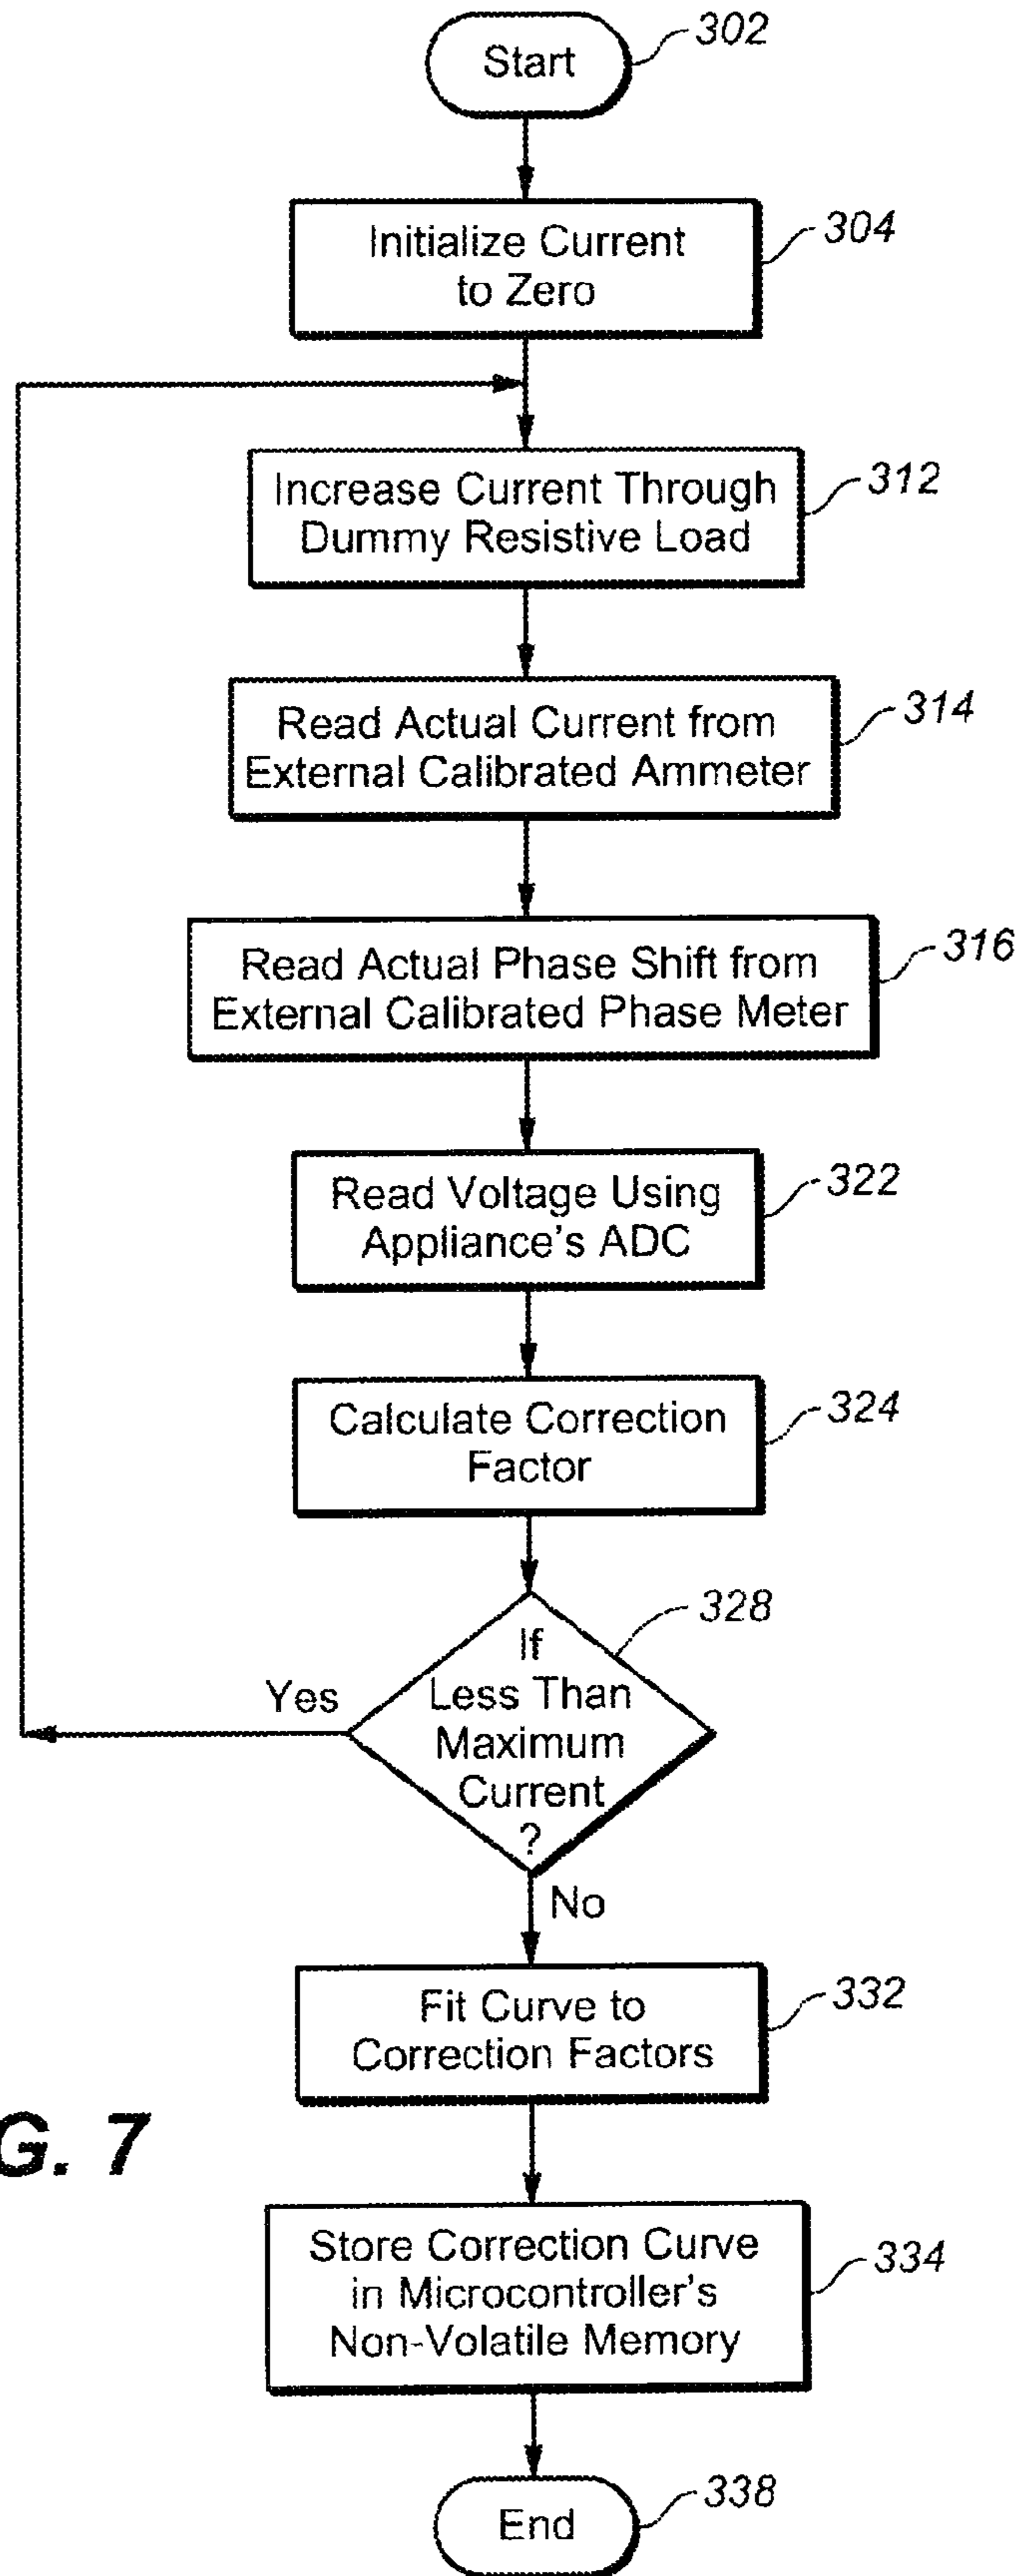 Start
302
Initialize Current
to Zero
304
Increase Current Through
Dummy Resistive Load
312
Read Actual Current from
External Calibrated Ammeter
314
Read Actual Phase Shift from
External Calibrated Phase Meter
316
Read Voltage Using
Appliance's ADC
322
Calculate Correction
Factor
324
If
Less Than
Maximum
Current
?
328
Yes
No
Fit Curve to
Correction Factors
332
G. 7
Store Correction Curve
in Microcontroller's
Non-Volatile Memory
334
End
338